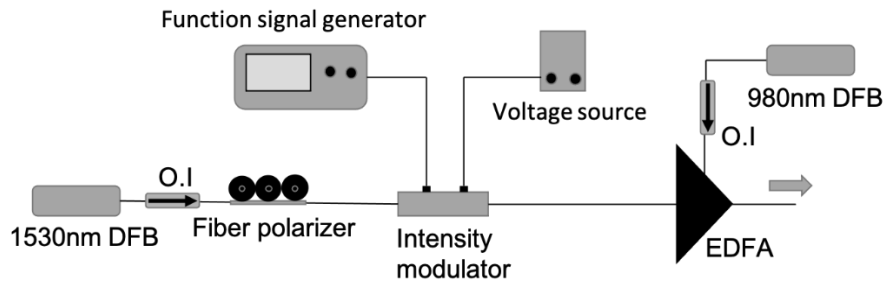 Function signal generator
Voltage source
980nm DFB
O.I
O.I
1530nm DFB
Fiber polarizer
Intensity
modulator
EDFA